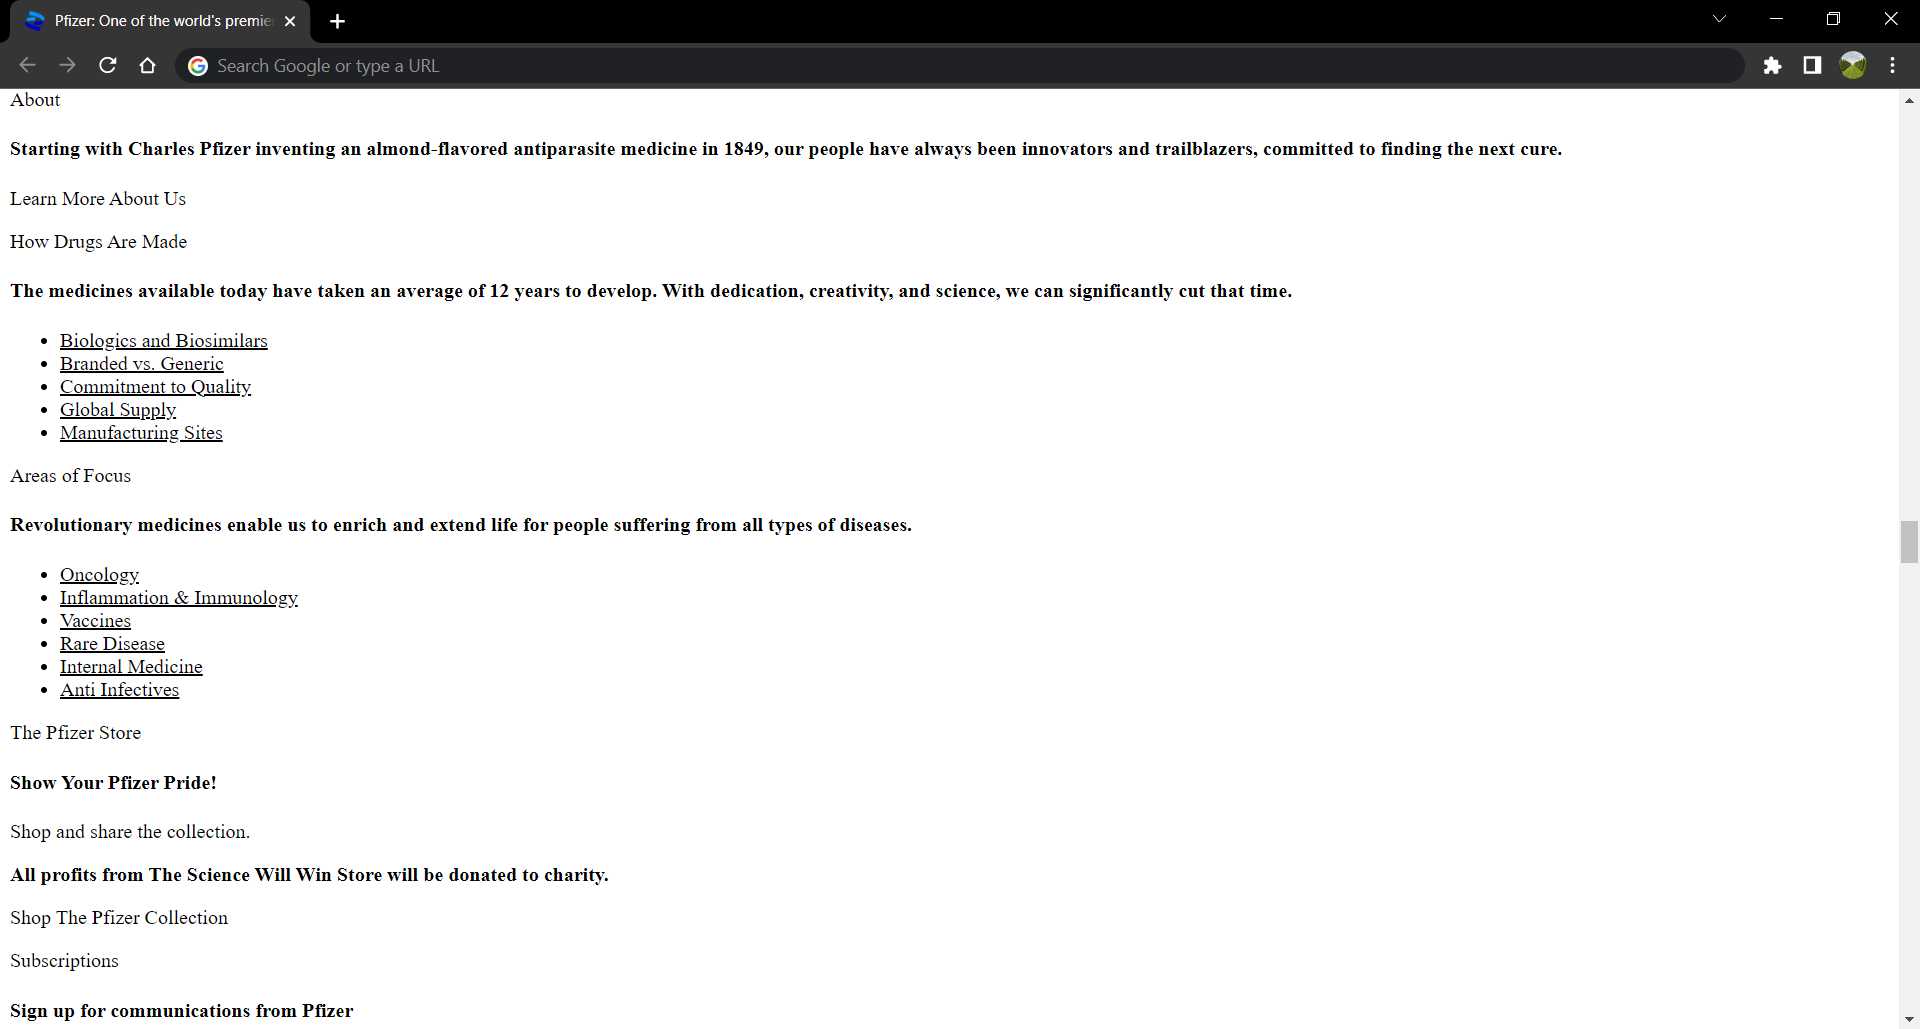 Pfizer: One of the world's premie
Search Google or type a URL
About
Starting with Charles Pfizer inventing an almond-flavored antiparasite medicine in 1849, our people have always been innovators and trailblazers, committed to finding the next cure.
Learn More About Us
How Drugs Are Made
The medicines available today have taken an average of 12 years to develop. With dedication, creativity, and science, we can significantly cut that time.
Biologics and Biosimilars
Branded vs. Generic
Commitment to Quality
Global Supply
Manufacturing Sites
Areas of Focus
Revolutionary medicines enable us to enrich and extend life for people suffering from all types of diseases.
Oncology
Inflammation & Immunology
Vaccines
Rare Disease
Internal Medicine
Anti Infectives
The Pfizer Store
Show Your Pfizer Pride!
Shop and share the collection.
All profits from The Science Will Win Store will be donated to charity.
Shop The Pfizer Collection
Subscriptions
Sign up for communications from Pfizer